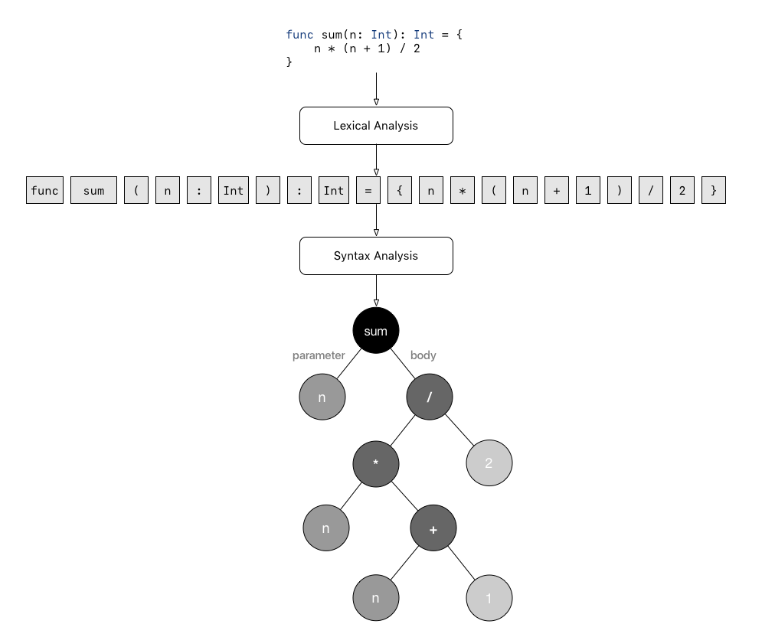 func sum(n: Int): Int = {
n * (n + 1) / 2
}
Lexical Analysis
func sum ( n : Int ) : Int = { n * ( n + 1 ) / 2 }
Syntax Analysis
sum
parameter body
n /
* 2
n +
n 1